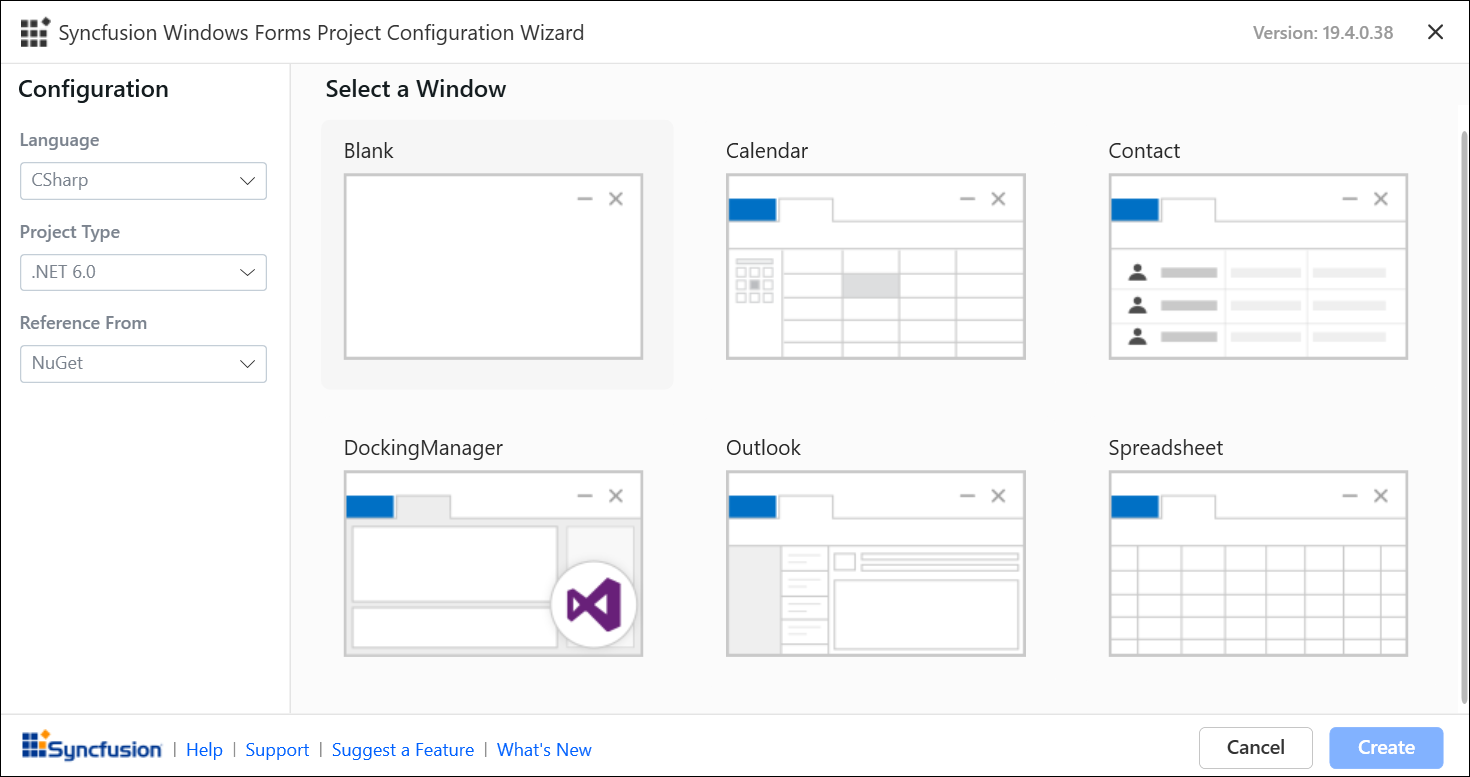 Syncfusion Windows Forms Project Configuration Wizard
Version: 19.4.0.38
Configuration
Language
CSharp
Project Type
.NET 6.0
Reference From
NuGet
Select a Window
Blank
Calendar
Contact
DockingManager
Outlook
Spreadsheet
Syncfusion | Help | Support | Suggest a Feature | What's New
Cancel
Create